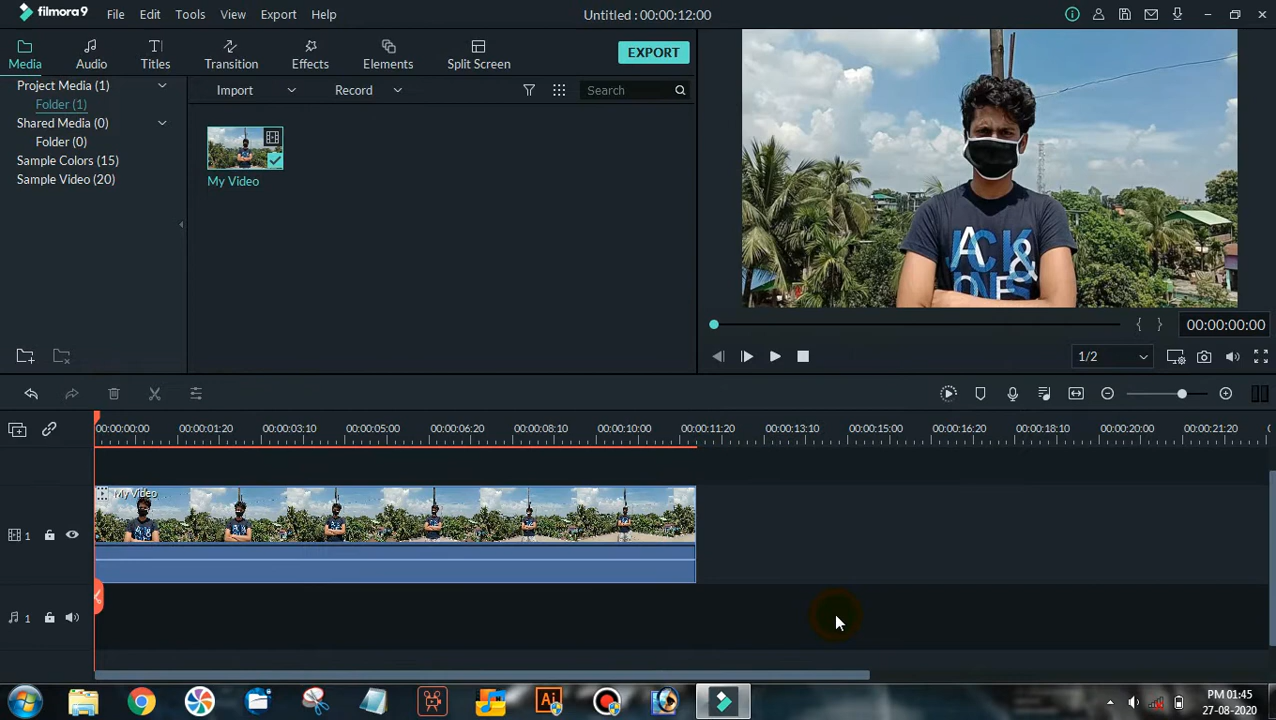 filmora9 File Edit Tools View Export Help Untitled : 00:00:12:00
Media Audio Titles Transition Effects Elements Split Screen EXPORT
Project Media (1) Import Record Search
Folder (1)
Shared Media (0)
Folder (0)
Sample Colors (15)
Sample Video (20)
My Video
JACK
&
ONES
00:00:00:00
1/2
00:00:00:00 00:00:01:20 00:00:03:10 00:00:05:00 00:00:06:20 00:00:08:10 00:00:10:00 00:00:11:20 00:00:13:10 00:00:15:00 00:00:16:20 00:00:18:10 00:00:20:00 00:00:21:20
My Video
1
1
Ai
PM 01:45
27-08-2020